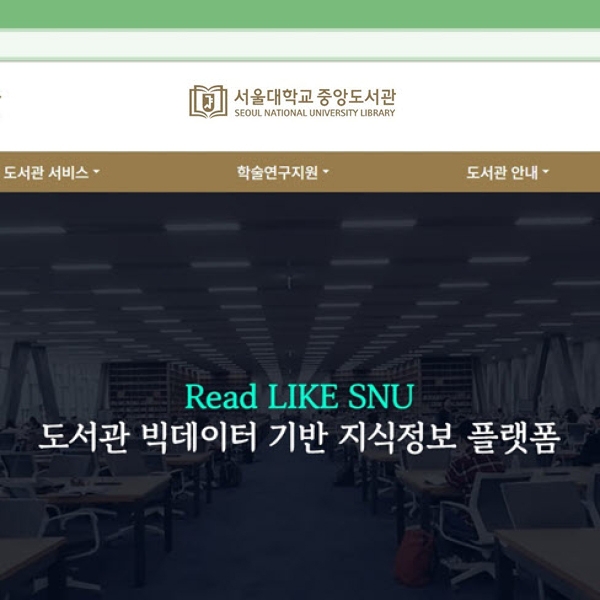 서울대학교 중앙도서관
SEOUL NATIONAL UNIVERSITY LIBRARY
도서관 서비스
학술연구지원
도서관 안내
Read LIKE SNU
도서관 빅데이터 기반 지식정보 플랫폼